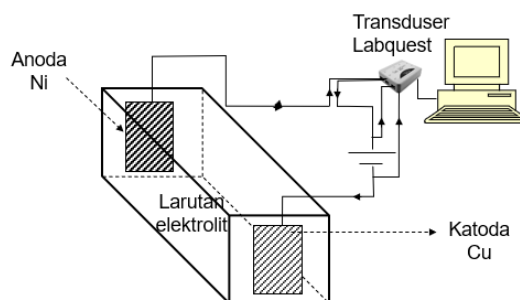 Transduser
Labquest
Anoda
Ni
Larutan
elektrolit
Katoda
Cu